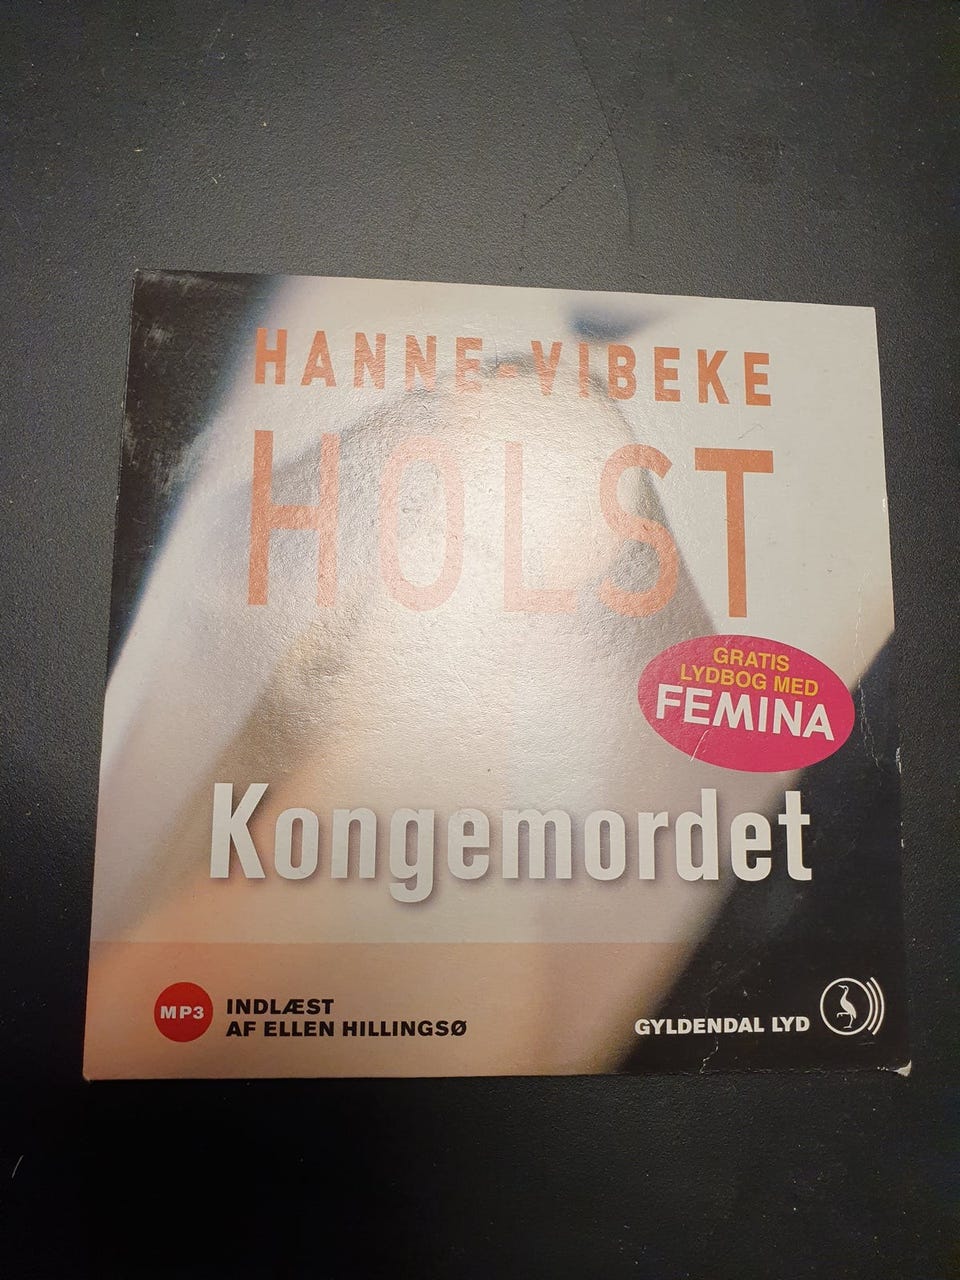 HANNE-VIBEKE
HOLST
GRATIS
LYDBOG MED
FEMINA
Kongemordet
MP3
INDLÆST
AF ELLEN HILLINGSØ
GYLDENDAL LYD